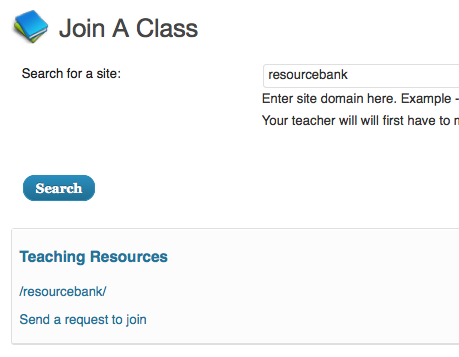 Join A Class
Search for a site:
resourcebank
Enter site domain here. Example -
Your teacher will will first have to
Search
Teaching Resources
/resourcebank/
Send a request to join